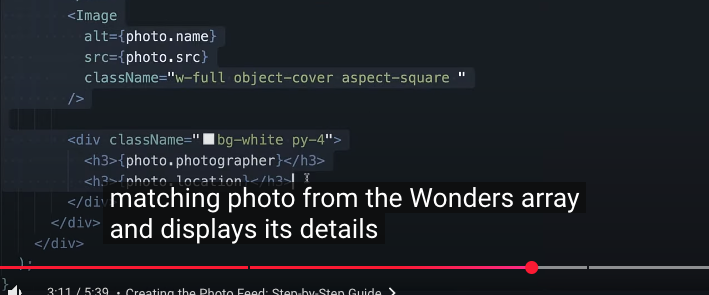 <Image
alt={photo.name}
src={photo.src}
className="w-full object-cover aspect-square "
/>
<div className="bg-white py-4">
<h3>{photo.photographer}</h3>
<h3>{photo.location}</h3>
</div>
</div>
</div>
);
}
matching photo from the Wonders array
and displays its details
3:11 / 5:39 • Creating the Photo Feed: Step-by-Step Guide >